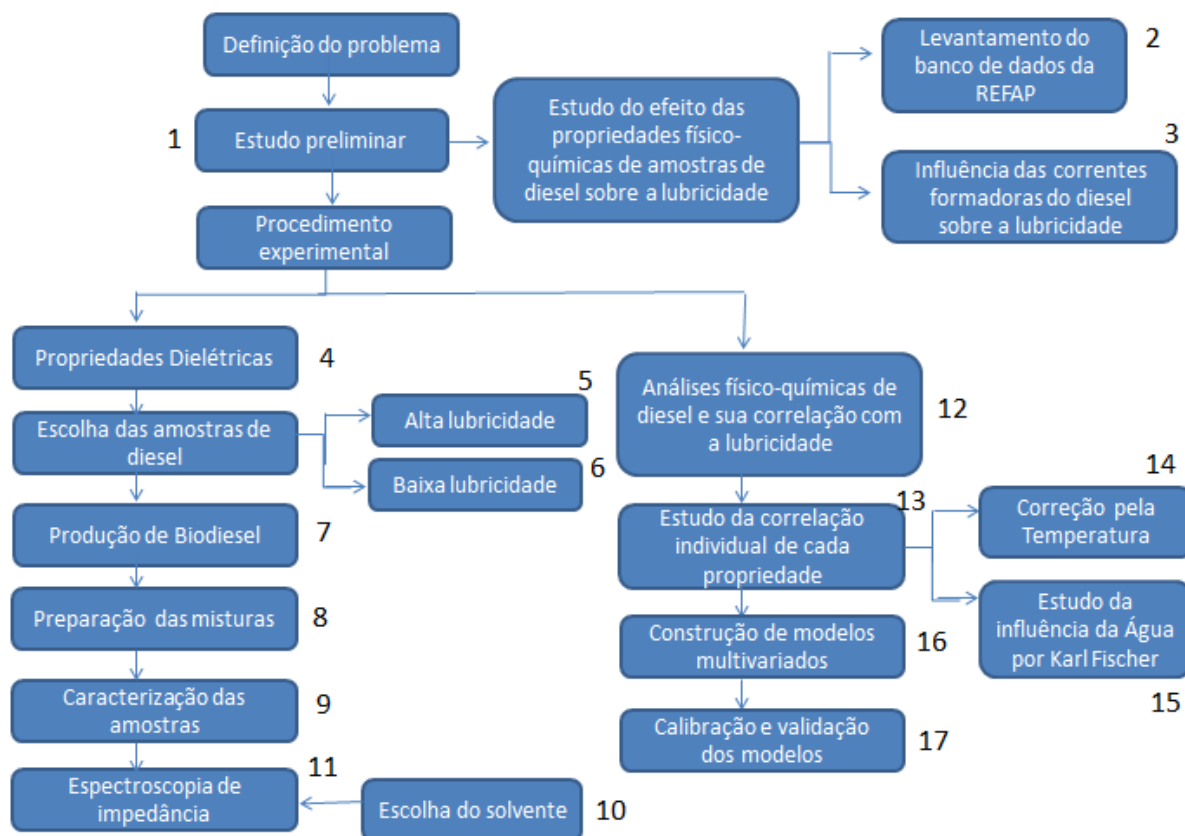 Definição do problema
2
Levantamento do
banco de dados da
REFAP
1
Estudo preliminar
Estudo do efeito das
propriedades físico-
químicas de amostras de
diesel sobre a lubricidade
3
Influência das correntes
formadoras do diesel
sobre a lubricidade
Procedimento
experimental
Propriedades Dielétricas
4
Escolha das amostras de
diesel
5
Alta lubricidade
6
Baixa lubricidade
Produção de Biodiesel
7
Preparação das misturas
8
Caracterização das
amostras
9
11
Espectroscopia de
impedância
Escolha do solvente
10
Análises físico-químicas de
diesel e sua correlação com
a lubricidade
12
13
Estudo da correlação
individual de cada
propriedade
14
Correção pela
Temperatura
Estudo da
influência da Água
por Karl Fischer
15
Construção de modelos
multivariados
16
Calibração e validação
dos modelos
17